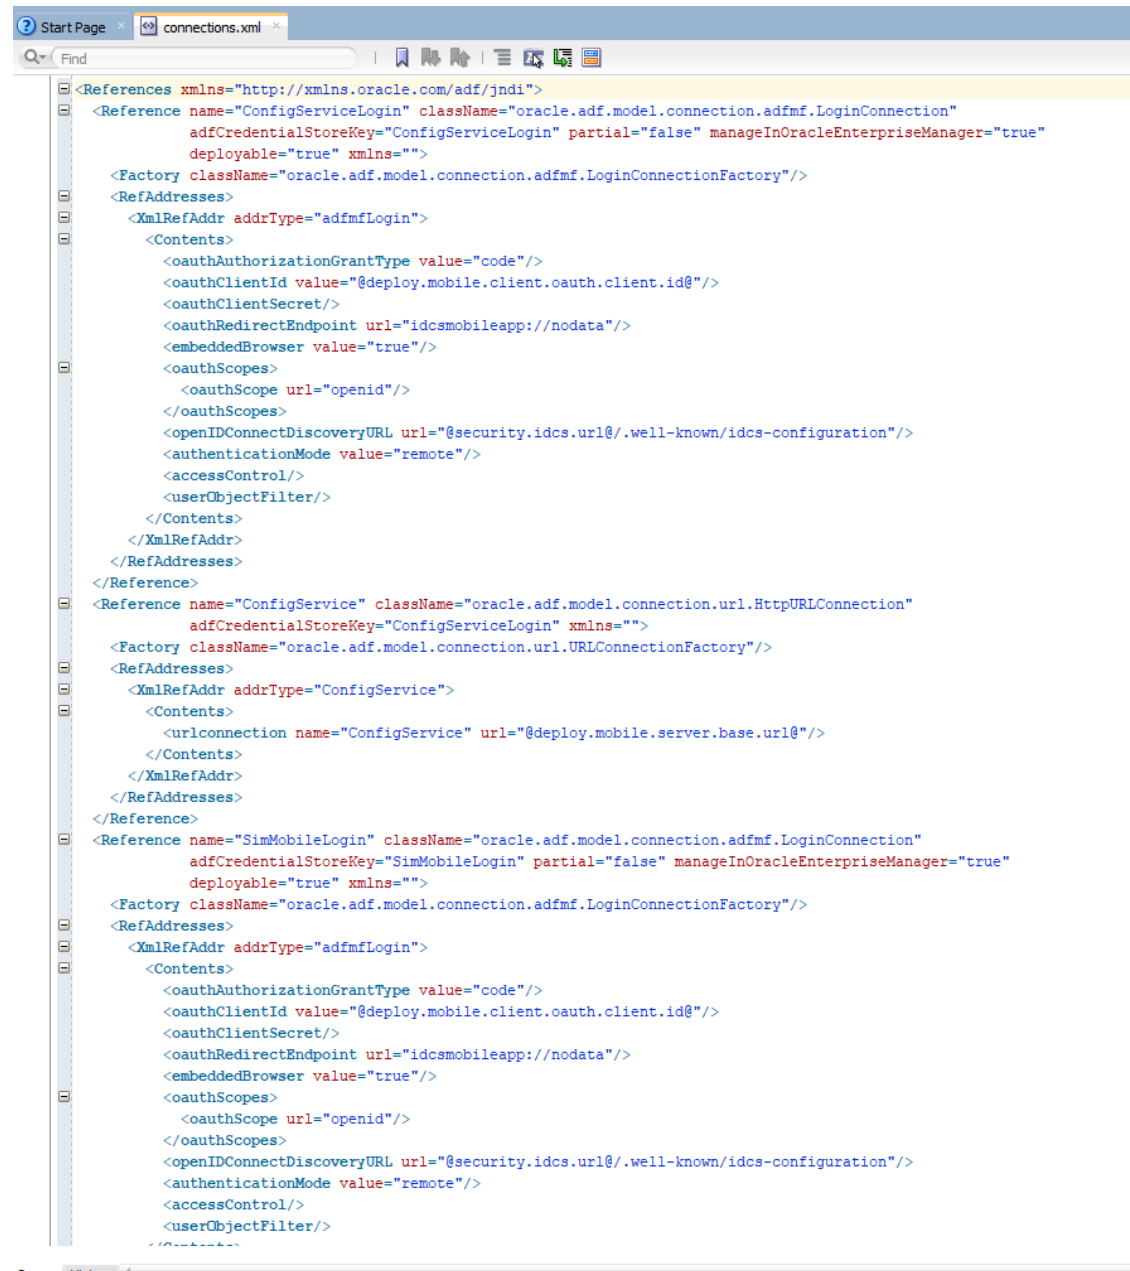 Start Page
connections.xml
Find
<References xmlns="http://xmlns.oracle.com/adf/jndi">
<Reference name="ConfigServiceLogin" className="oracle.adf.model.connection.adfmf.LoginConnection"
adfCredentialStoreKey="ConfigServiceLogin" partial="false" manageInOracleEnterpriseManager="true"
deployable="true" xmlns="">
<Factory className="oracle.adf.model.connection.adfmf.LoginConnectionFactory"/>
<RefAddresses>
<XmlRefAddr addrType="adfmfLogin">
<Contents>
<oauthAuthorizationGrantType value="code"/>
<oauthClientId value="@deploy.mobile.client.oauth.client.id@"/>
<oauthClientSecret/>
<oauthRedirectEndpoint url="idcsmobileapp://nodata"/>
<embeddedBrowser value="true"/>
<oauthScopes>
<oauthScope url="openid"/>
</oauthScopes>
<openIDConnectDiscoveryURL url="@security.idcs.url@/.well-known/idcs-configuration"/>
<authenticationMode value="remote"/>
<accessControl/>
<userObjectFilter/>
</Contents>
</XmlRefAddr>
</RefAddresses>
</Reference>
<Reference name="ConfigService" className="oracle.adf.model.connection.url.HttpURLConnection"
adfCredentialStoreKey="ConfigServiceLogin" xmlns="">
<Factory className="oracle.adf.model.connection.url.URLConnectionFactory"/>
<RefAddresses>
<XmlRefAddr addrType="ConfigService">
<Contents>
<urlconnection name="ConfigService" url="@deploy.mobile.server.base.url@"/>
</Contents>
</XmlRefAddr>
</RefAddresses>
</Reference>
<Reference name="SimMobileLogin" className="oracle.adf.model.connection.adfmf.LoginConnection"
adfCredentialStoreKey="SimMobileLogin" partial="false" manageInOracleEnterpriseManager="true"
deployable="true" xmlns="">
<Factory className="oracle.adf.model.connection.adfmf.LoginConnectionFactory"/>
<RefAddresses>
<XmlRefAddr addrType="adfmfLogin">
<Contents>
<oauthAuthorizationGrantType value="code"/>
<oauthClientId value="@deploy.mobile.client.oauth.client.id@"/>
<oauthClientSecret/>
<oauthRedirectEndpoint url="idcsmobileapp://nodata"/>
<embeddedBrowser value="true"/>
<oauthScopes>
<oauthScope url="openid"/>
</oauthScopes>
<openIDConnectDiscoveryURL url="@security.idcs.url@/.well-known/idcs-configuration"/>
<authenticationMode value="remote"/>
<accessControl/>
<userObjectFilter/>